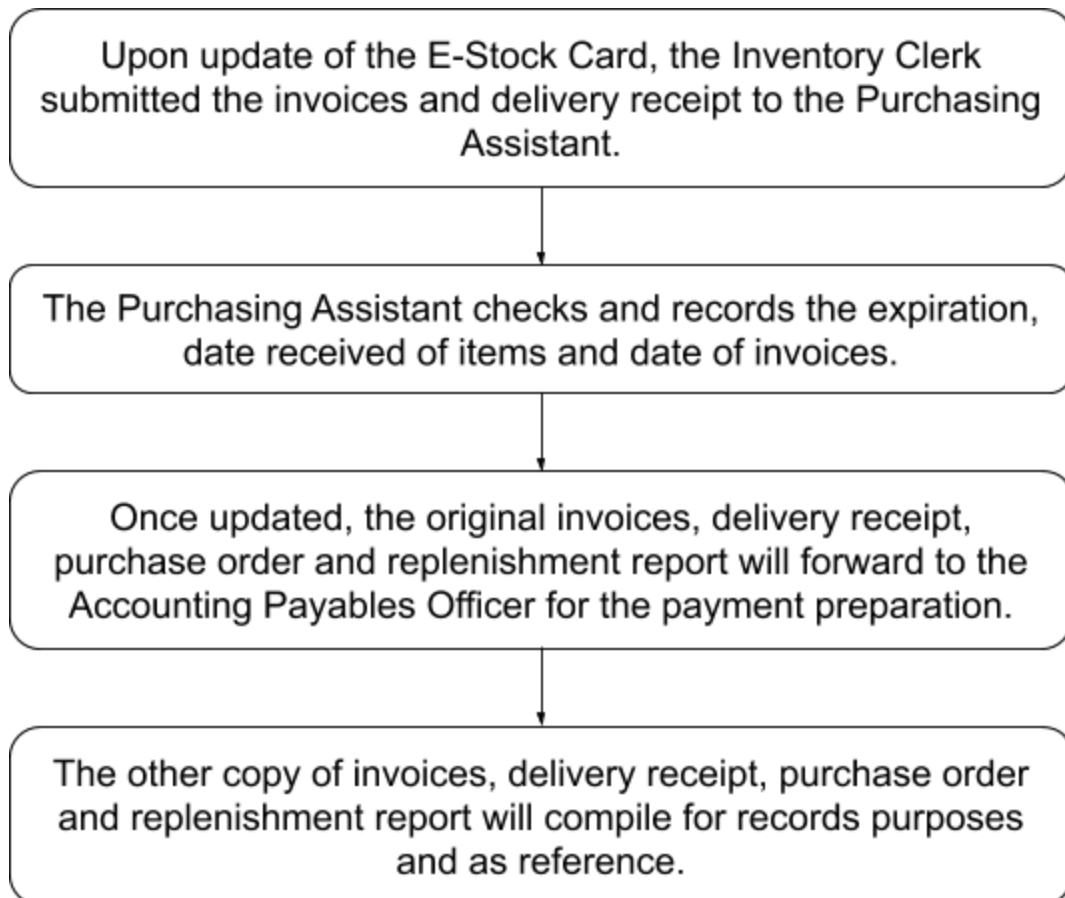 Upon update of the E-Stock Card, the Inventory Clerk
submitted the invoices and delivery receipt to the Purchasing
Assistant.
The Purchasing Assistant checks and records the expiration,
date received of items and date of invoices.
Once updated, the original invoices, delivery receipt,
purchase order and replenishment report will forward to the
Accounting Payables Officer for the payment preparation.
The other copy of invoices, delivery receipt, purchase order
and replenishment report will compile for records purposes
and as reference.